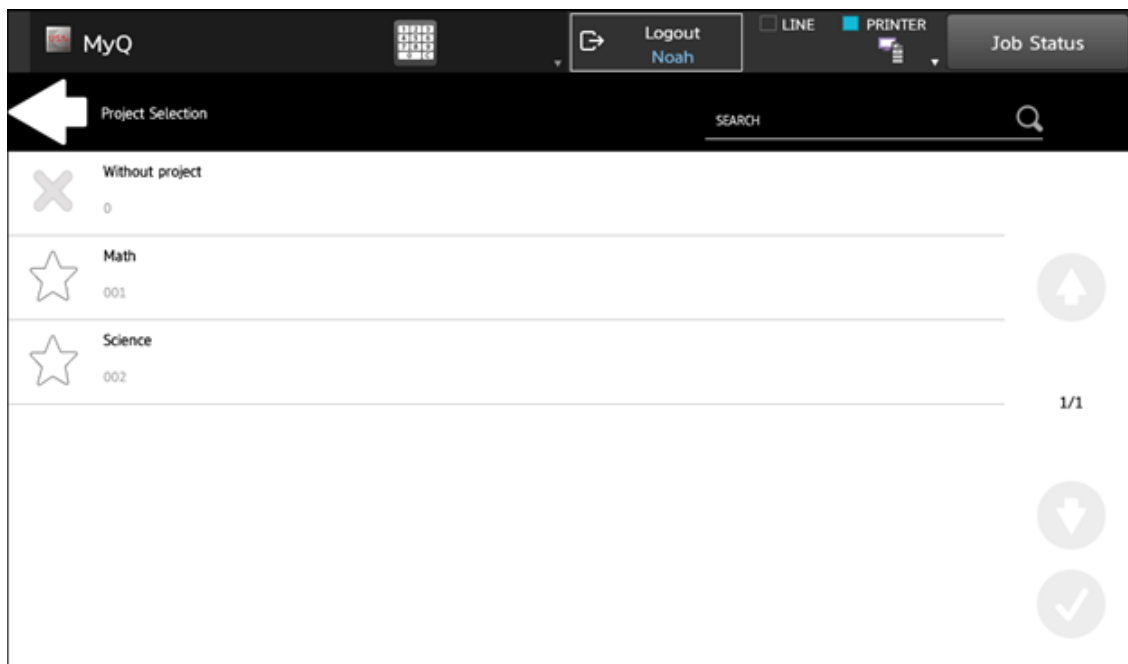 MyQ
Logout
Noah
LINE
PRINTER
Job Status
Project Selection
SEARCH
Without project
0
Math
001
Science
002
1/1